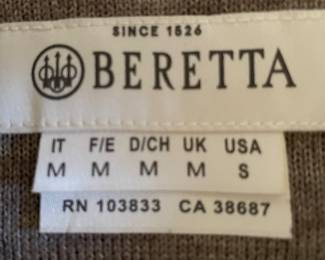 SINCE 1526
BERETTA
IT F/E D/CH UK USA
M M M M S
RN 103833 CA 38687